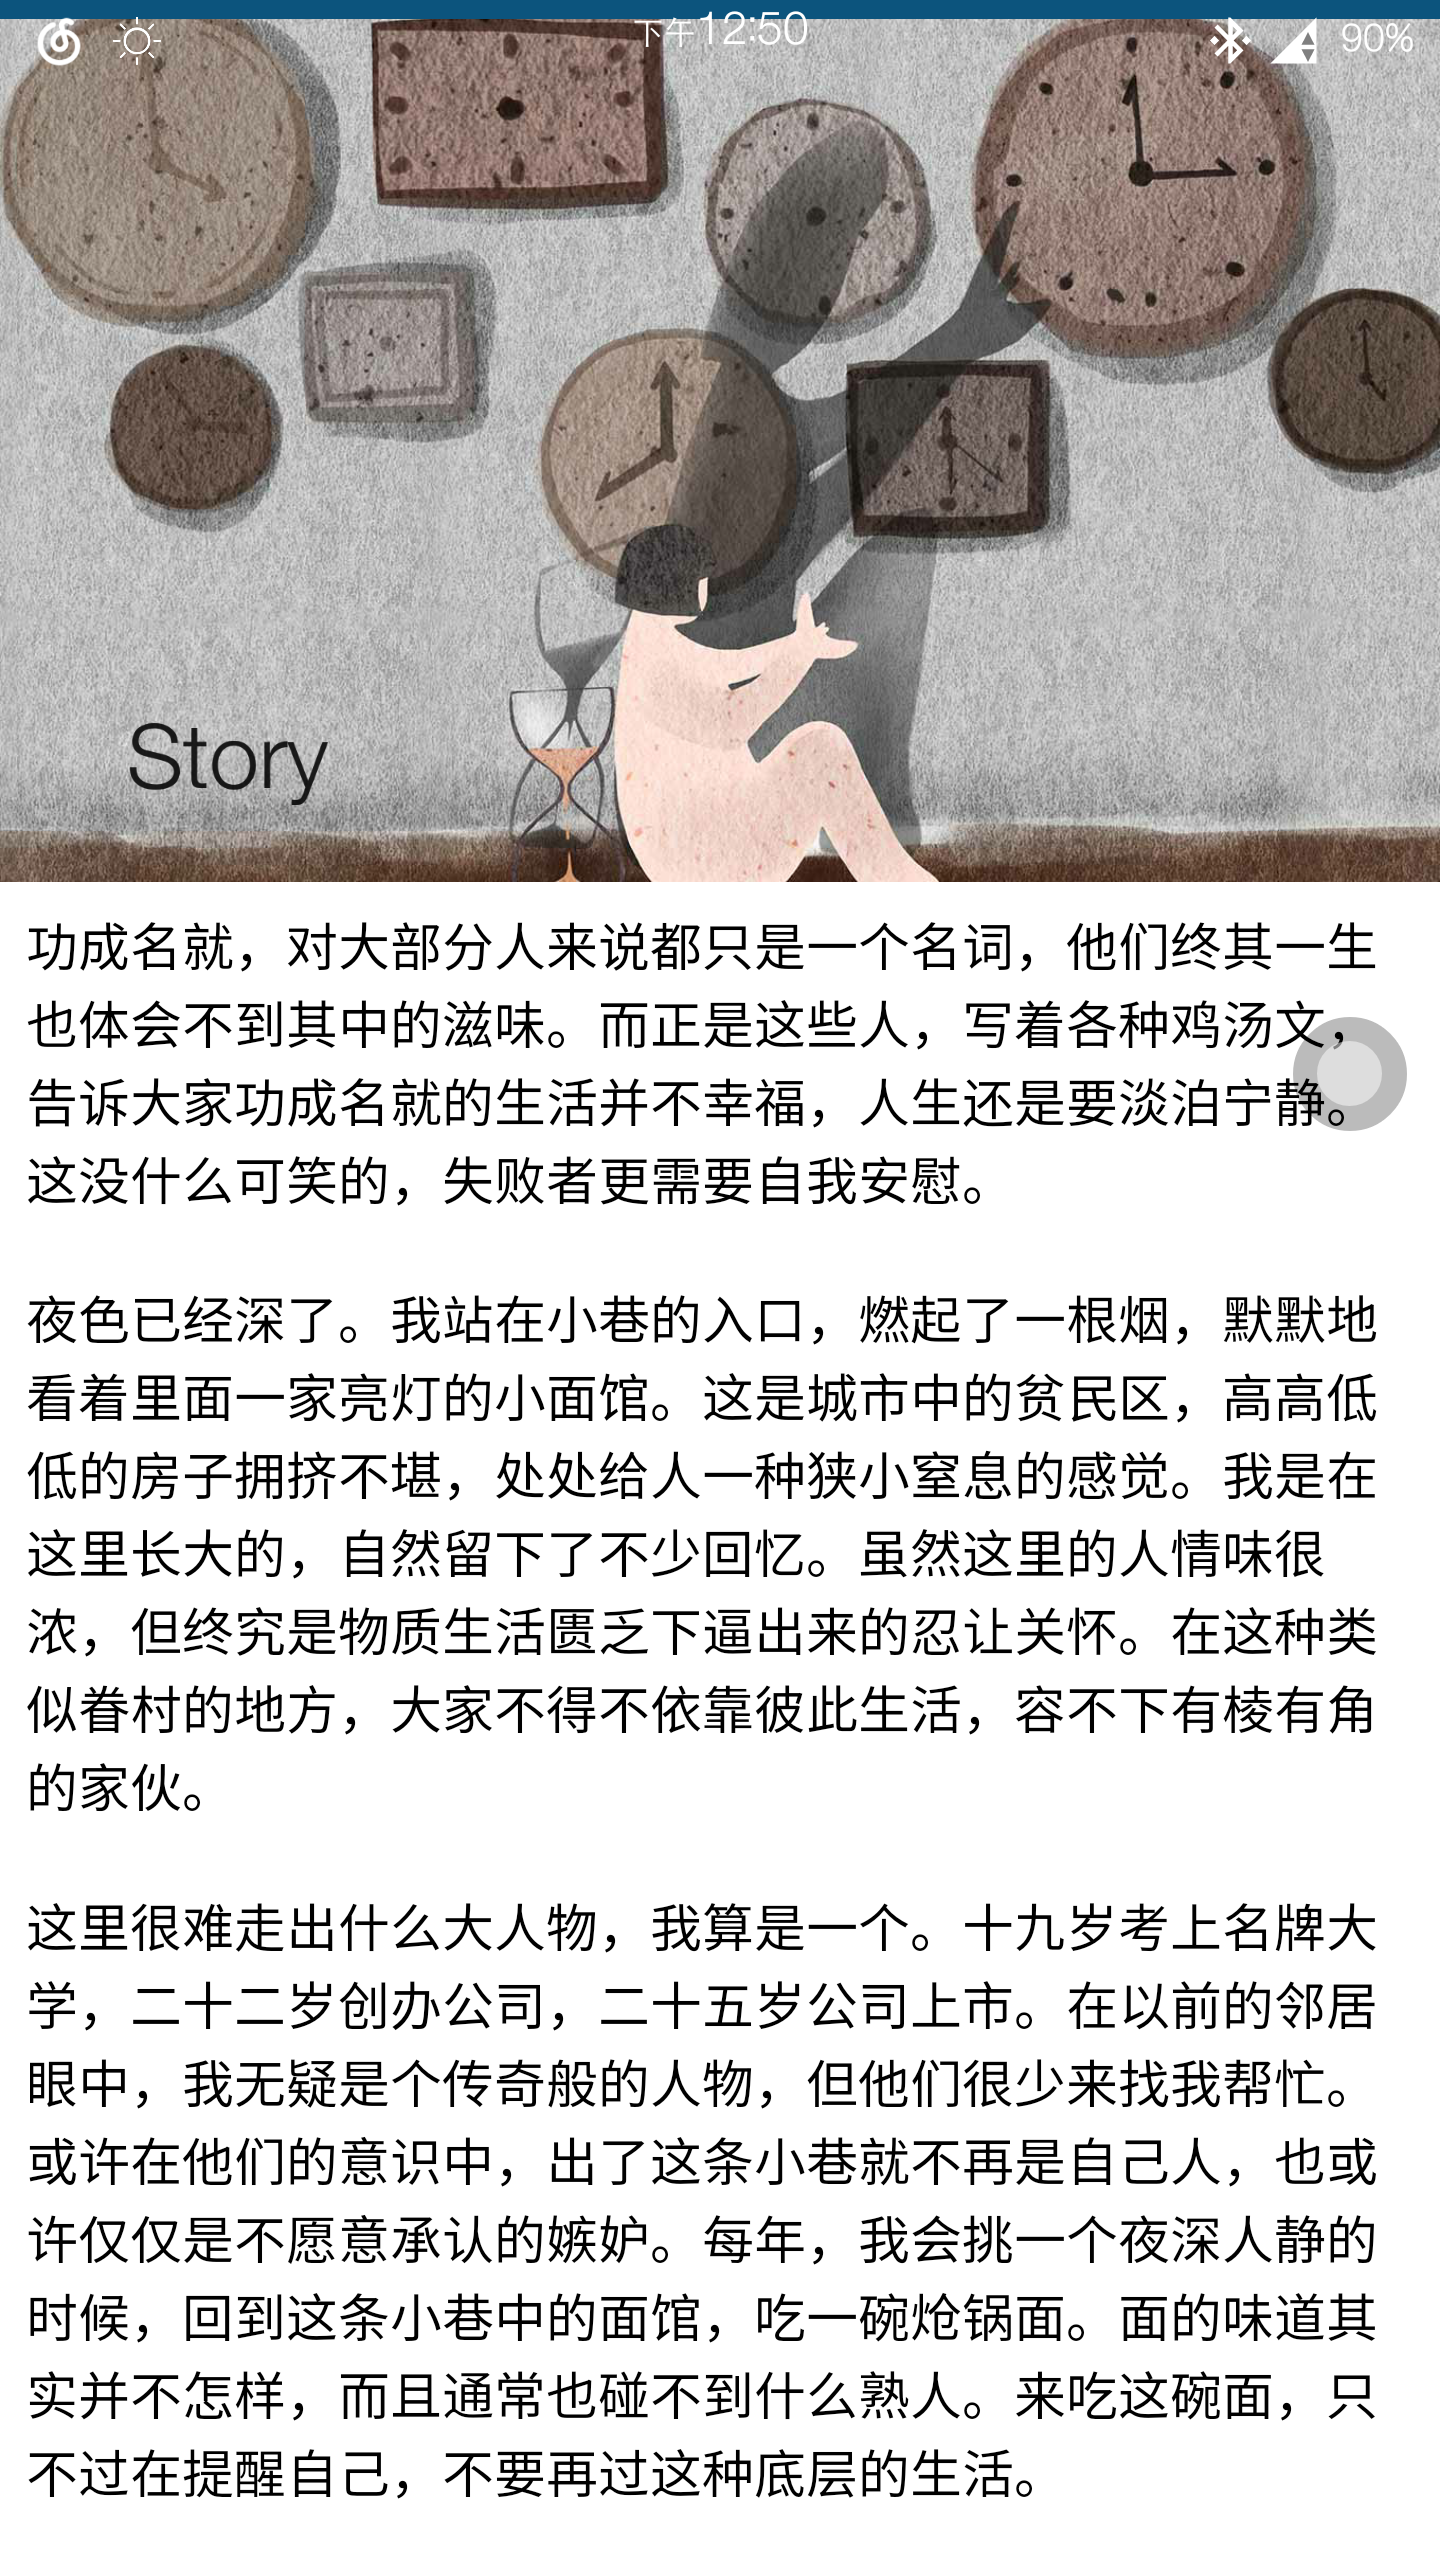 下午12:50
90%
Story
功成名就，对大部分人来说都只是一个名词，他们终其一生
也体会不到其中的滋味。而正是这些人，写着各种鸡汤文，
告诉大家功成名就的生活并不幸福，人生还是要淡泊宁静。
这没什么可笑的，失败者更需要自我安慰。
夜色已经深了。我站在小巷的入口，燃起了一根烟，默默地
看着里面一家亮灯的小面馆。这是城市中的贫民区，高高低
低的房子拥挤不堪，处处给人一种狭小窒息的感觉。我是在
这里长大的，自然留下了不少回忆。虽然这里的人情味很
浓，但终究是物质生活匮乏下逼出来的忍让关怀。在这种类
似眷村的地方，大家不得不依靠彼此生活，容不下有棱有角
的家伙。
这里很难走出什么大人物，我算是一个。十九岁考上名牌大
学，二十二岁创办公司，二十五岁公司上市。在以前的邻居
眼中，我无疑是个传奇般的人物，但他们很少来找我帮忙。
或许在他们的意识中，出了这条小巷就不再是自己人，也或
许仅仅是不愿意承认的嫉妒。每年，我会挑一个夜深人静的
时候，回到这条小巷中的面馆，吃一碗炝锅面。面的味道其
实并不怎样，而且通常也碰不到什么熟人。来吃这碗面，只
不过在提醒自己，不要再过这种底层的生活。